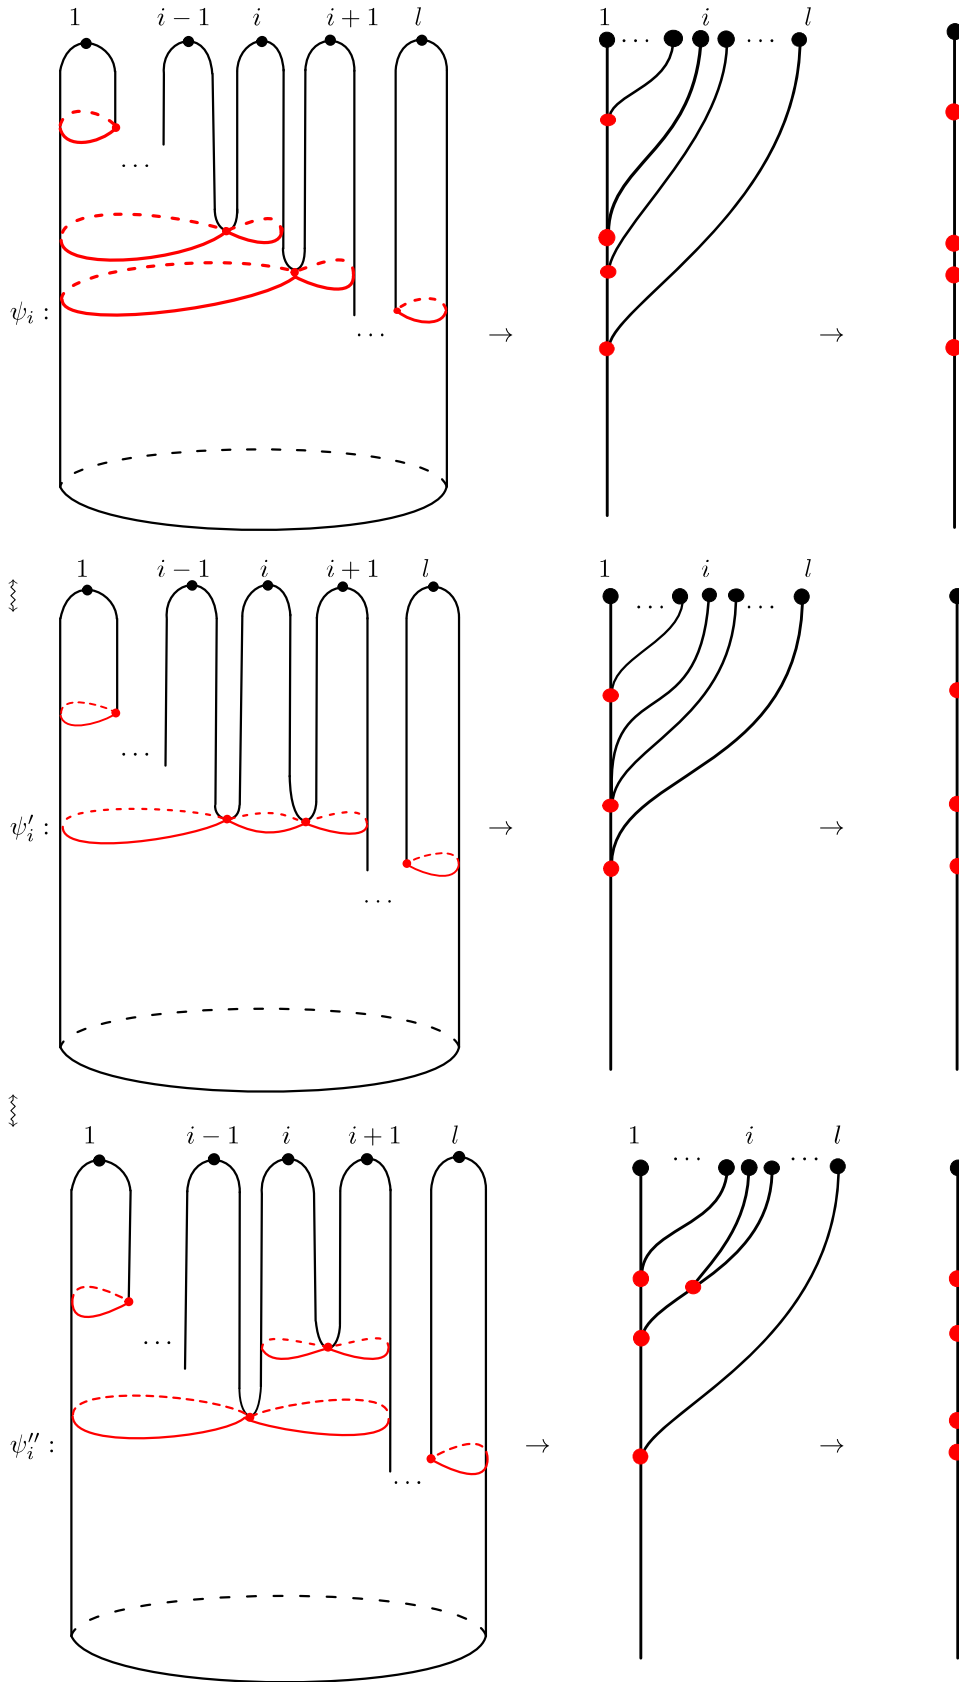 1 i − 1 i i + 1 l 1 i l
··· ···
···
ψ_i : ··· → →
1 i − 1 i i + 1 l 1 i l
··· ···
···
ψ′_i : → →
···
1 i − 1 i i + 1 l 1 i l
··· ···
···
ψ″_i : → →
···